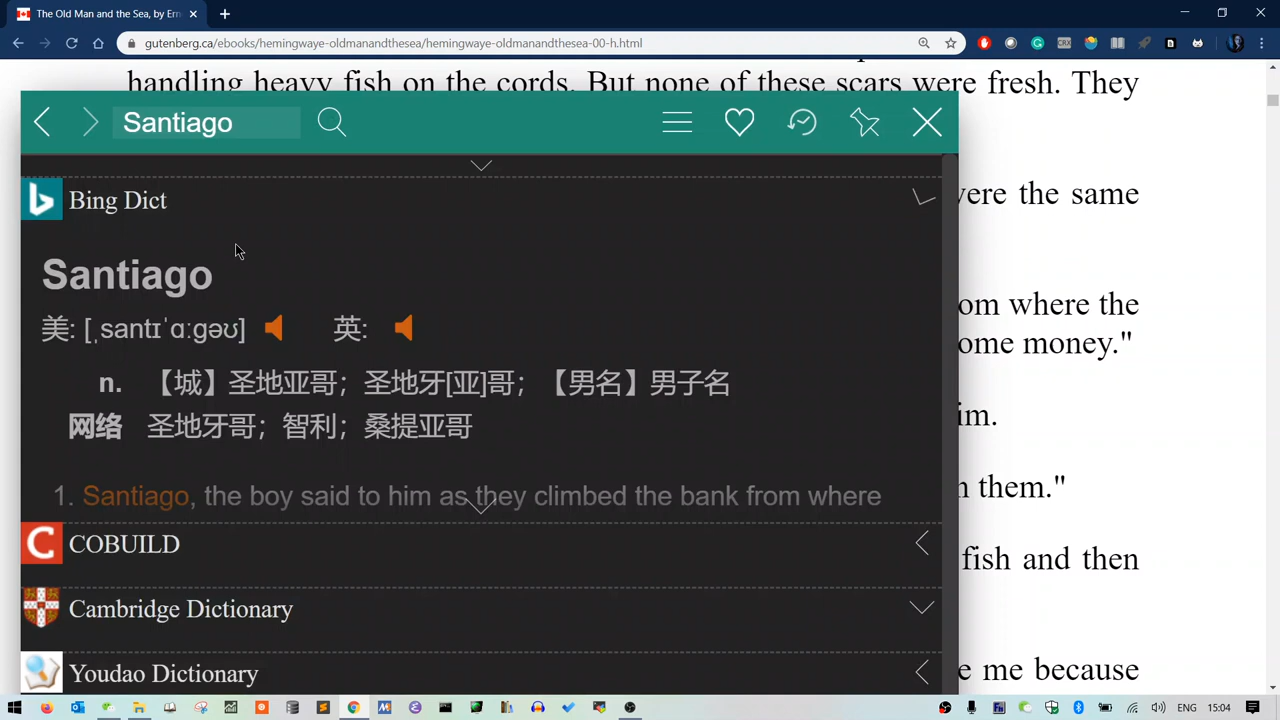 The Old Man and the Sea, by Ern
gutenberg.ca/ebooks/hemingwaye-oldmanandthesea/hemingwaye-oldmanandthesea-00-h.html
handling heavy fish on the cords. But none of these scars were fresh. They
Santiago
Bing Dict
were the same
Santiago
om where the
美: [ˌsantɪˈɑːɡəʊ] 英:
ome money."
n. 【城】圣地亚哥；圣地牙[亚]哥；【男名】男子名
im.
网络 圣地牙哥；智利；桑提亚哥
n them."
1. Santiago, the boy said to him as they climbed the bank from where
COBUILD
fish and then
Cambridge Dictionary
Youdao Dictionary
e me because
ENG 15:04